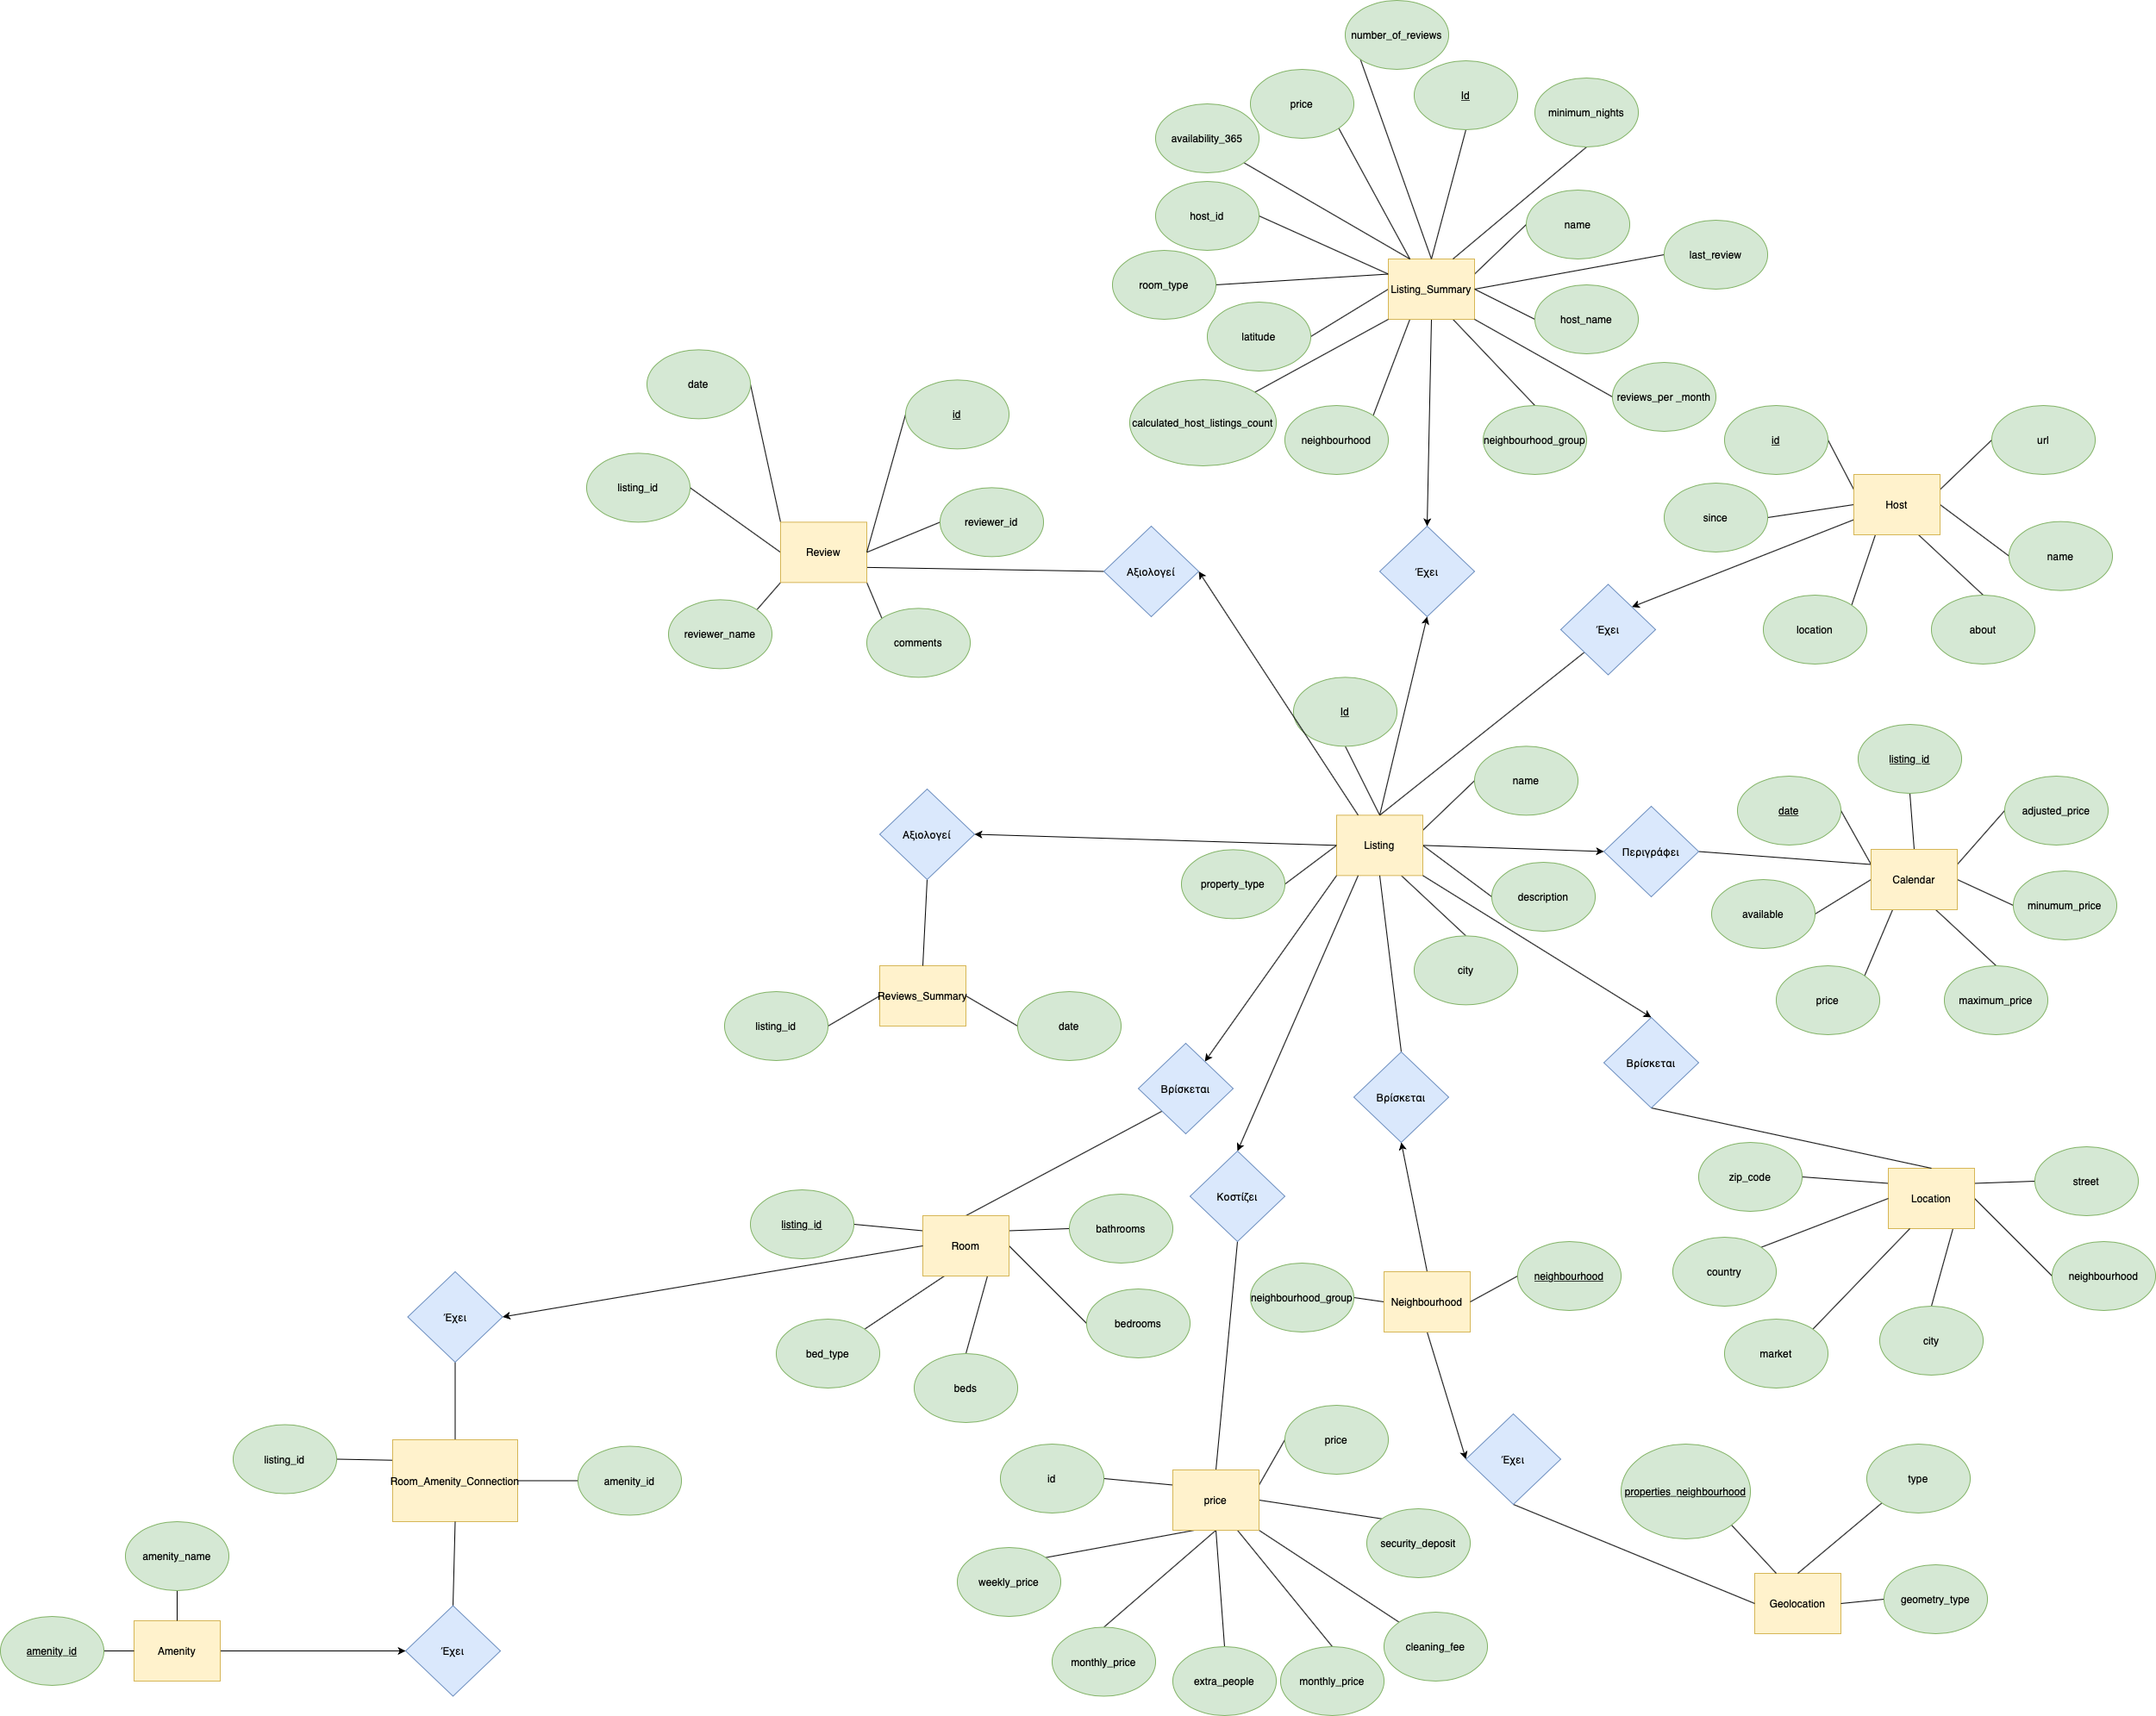 number_of_reviews
Id
price
minimum_nights
availability_365
host_id
name
last_review
room_type
Listing_Summary
host_name
latitude
reviews_per _month
calculated_host_listings_count
neighbourhood
neighbourhood_group
date
id
listing_id
reviewer_id
Review
reviewer_name
comments
Αξιολογεί
Έχει
id
url
Host
since
name
location
about
Έχει
Id
name
listing_id
date
adjusted_price
Αξιολογεί
Listing
Περιγράφει
Calendar
property_type
description
available
minumum_price
city
price
maximum_price
Reviews_Summary
listing_id
date
Βρίσκεται
Βρίσκεται
Βρίσκεται
Κοστίζει
zip_code
street
Location
country
neighbourhood
market
city
listing_id
bathrooms
Room
bed_type
bedrooms
beds
neighbourhood_group
Neighbourhood
neighbourhood
Έχει
listing_id
Room_Amenity_Connection
amenity_id
amenity_name
amenity_id
Amenity
Έχει
price
id
price
security_deposit
weekly_price
monthly_price
extra_people
monthly_price
cleaning_fee
Έχει
properties_neighbourhood
type
Geolocation
geometry_type